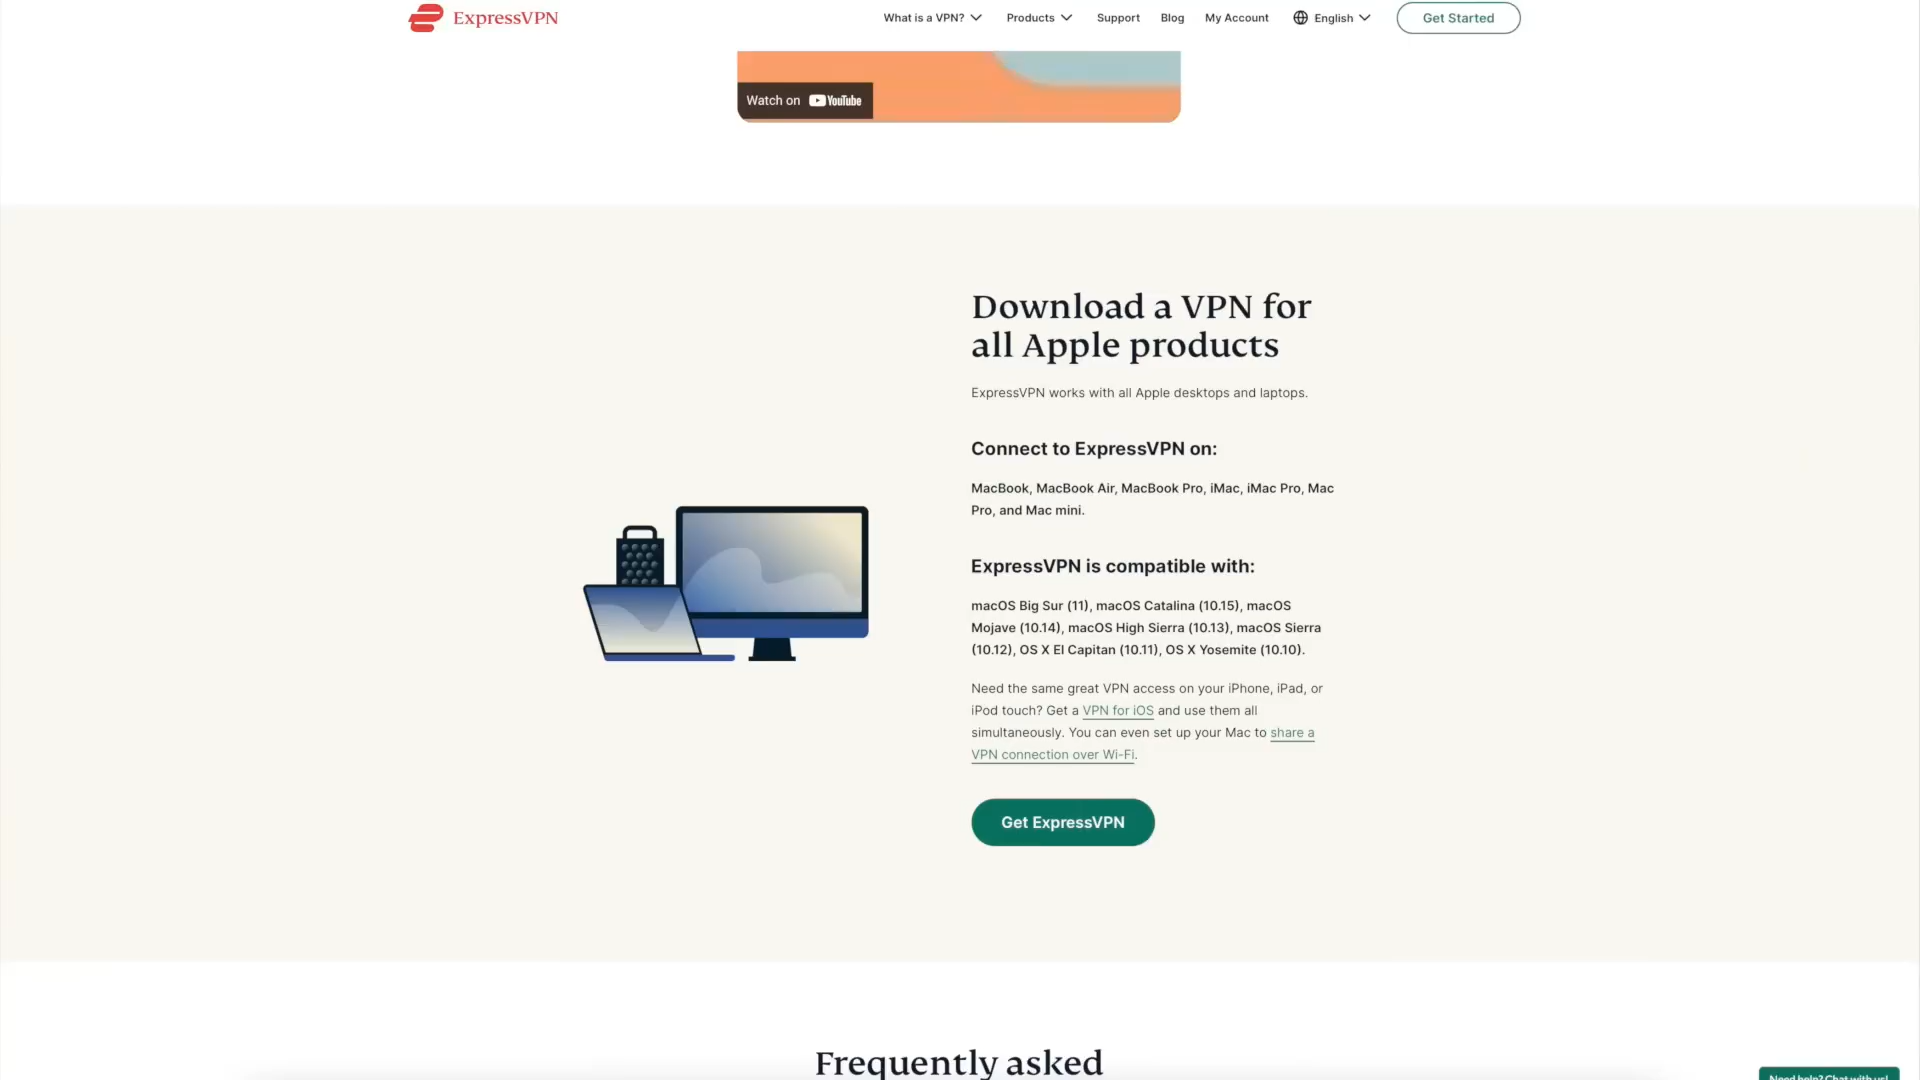 ExpressVPN
What is a VPN? Products Support Blog My Account English Get Started
Watch on YouTube
Download a VPN for
all Apple products
ExpressVPN works with all Apple desktops and laptops.
Connect to ExpressVPN on:
MacBook, MacBook Air, MacBook Pro, iMac, iMac Pro, Mac
Pro, and Mac mini.
ExpressVPN is compatible with:
macOS Big Sur (11), macOS Catalina (10.15), macOS
Mojave (10.14), macOS High Sierra (10.13), macOS Sierra
(10.12), OS X El Capitan (10.11), OS X Yosemite (10.10).
Need the same great VPN access on your iPhone, iPad, or
iPod touch? Get a VPN for iOS and use them all
simultaneously. You can even set up your Mac to share a
VPN connection over Wi-Fi.
Get ExpressVPN
Frequently asked
Need help? Chat with us!